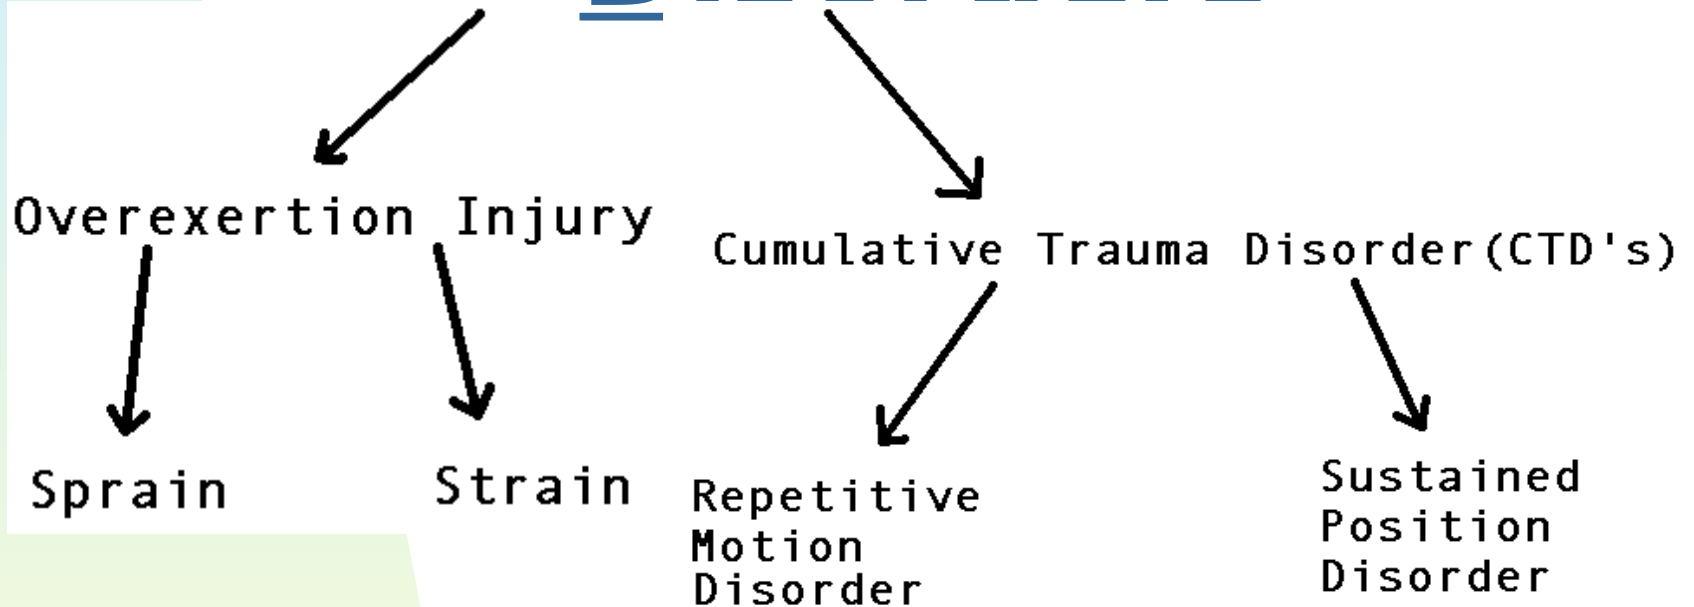 Overexertion Injury
Cumulative Trauma Disorder(CTD's)
Sprain
Strain
Repetitive
Motion
Disorder
Sustained
Position
Disorder